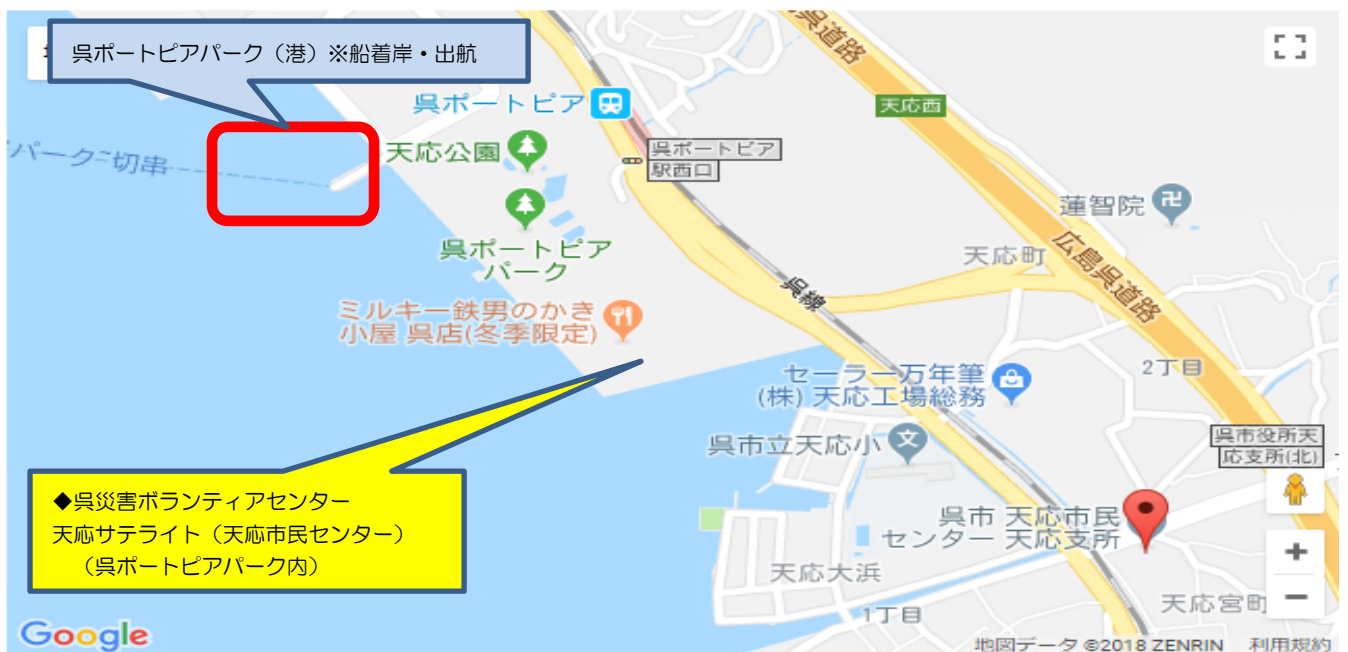 呉ポートピアパーク（港）※船着岸・出航
呉道路
呉ポートピア
天応西
パーク-切串
天応公園
呉ポートピア
駅西口
蓮智院
呉ポートピア
パーク
天応町
広島呉道路
呉線
ミルキー鉄男のかき
小屋 呉店(冬季限定)
セーラー万年筆
(株) 天応工場総務
2丁目
呉市立天応小
呉市役所天
応支所(北)
◆呉災害ボランティアセンター
天応サテライト（天応市民センター）
（呉ポートピアパーク内）
呉市 天応市民
センター 天応支所
天応大浜
天応宮町
1丁目
Google
地図データ ©2018 ZENRIN 利用規約